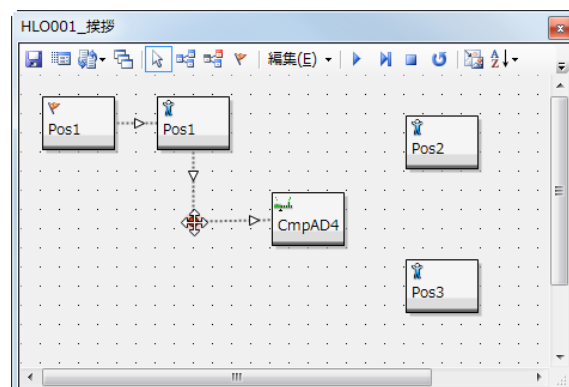 HLO001_挨拶
編集(E)
Pos1
Pos1
Pos2
CmpAD4
Pos3